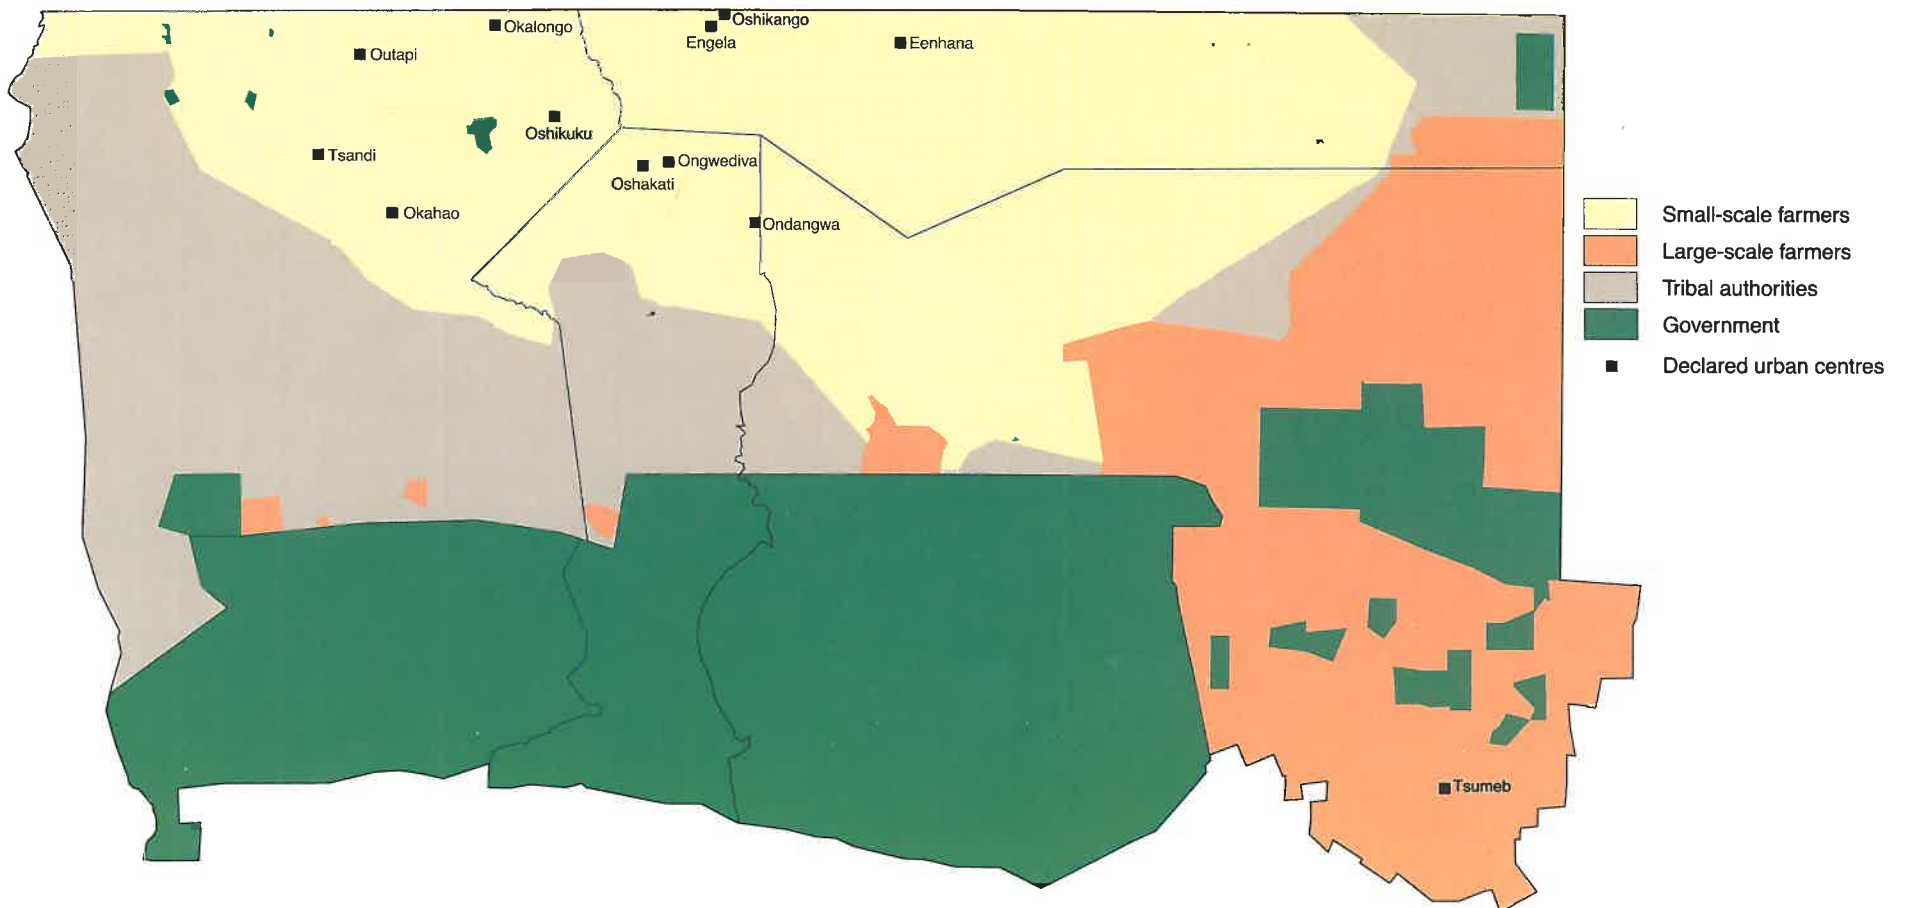 Oshikango
Okalongo
Engela
Eenhana
Outapi
Oshikuku
Tsandi
Ongwediva
Oshakati
Okahao
Ondangwa
Small-scale farmers
Large-scale farmers
Tribal authorities
Government
Declared urban centres
Tsumeb